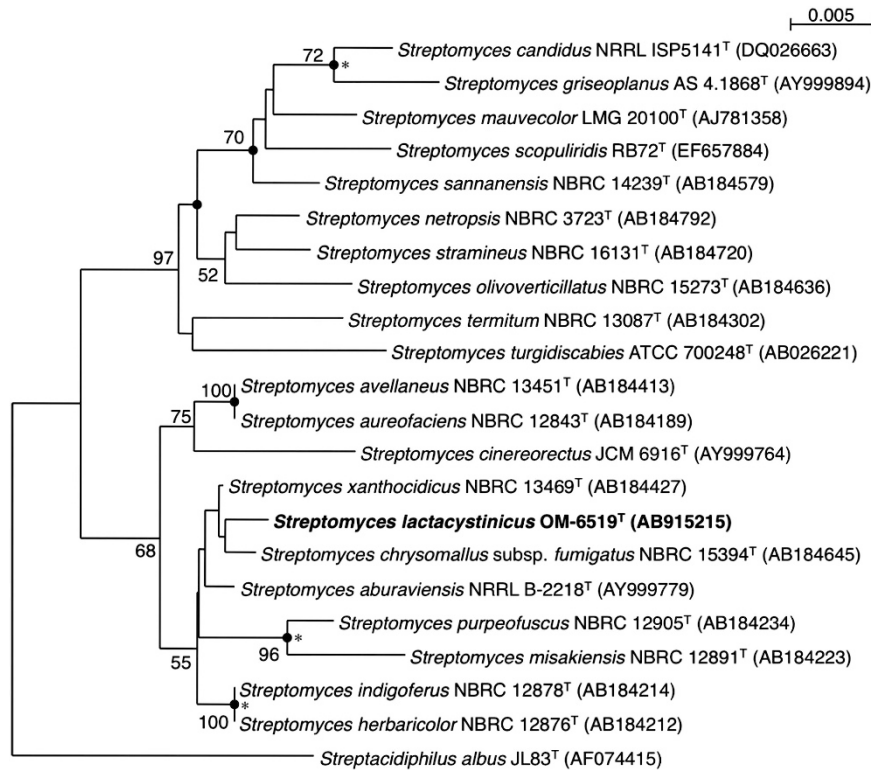 0.005
72
Streptomyces candidus NRRL ISP5141ᵀ (DQ026663)
*
Streptomyces griseoplanus AS 4.1868ᵀ (AY999894)
Streptomyces mauvecolor LMG 20100ᵀ (AJ781358)
70
Streptomyces scopuliridis RB72ᵀ (EF657884)
Streptomyces sannanensis NBRC 14239ᵀ (AB184579)
Streptomyces netropsis NBRC 3723ᵀ (AB184792)
97
Streptomyces stramineus NBRC 16131ᵀ (AB184720)
52
Streptomyces olivoverticillatus NBRC 15273ᵀ (AB184636)
Streptomyces termitum NBRC 13087ᵀ (AB184302)
Streptomyces turgidiscabies ATCC 700248ᵀ (AB026221)
100
Streptomyces avellaneus NBRC 13451ᵀ (AB184413)
75
Streptomyces aureofaciens NBRC 12843ᵀ (AB184189)
Streptomyces cinereorectus JCM 6916ᵀ (AY999764)
Streptomyces xanthocidicus NBRC 13469ᵀ (AB184427)
Streptomyces lactacystinicus OM-6519ᵀ (AB915215)
68
Streptomyces chrysomallus subsp. fumigatus NBRC 15394ᵀ (AB184645)
Streptomyces aburaviensis NRRL B-2218ᵀ (AY999779)
Streptomyces purpeofuscus NBRC 12905ᵀ (AB184234)
*
96
55
Streptomyces misakiensis NBRC 12891ᵀ (AB184223)
Streptomyces indigoferus NBRC 12878ᵀ (AB184214)
*
100
Streptomyces herbaricolor NBRC 12876ᵀ (AB184212)
Streptacidiphilus albus JL83ᵀ (AF074415)